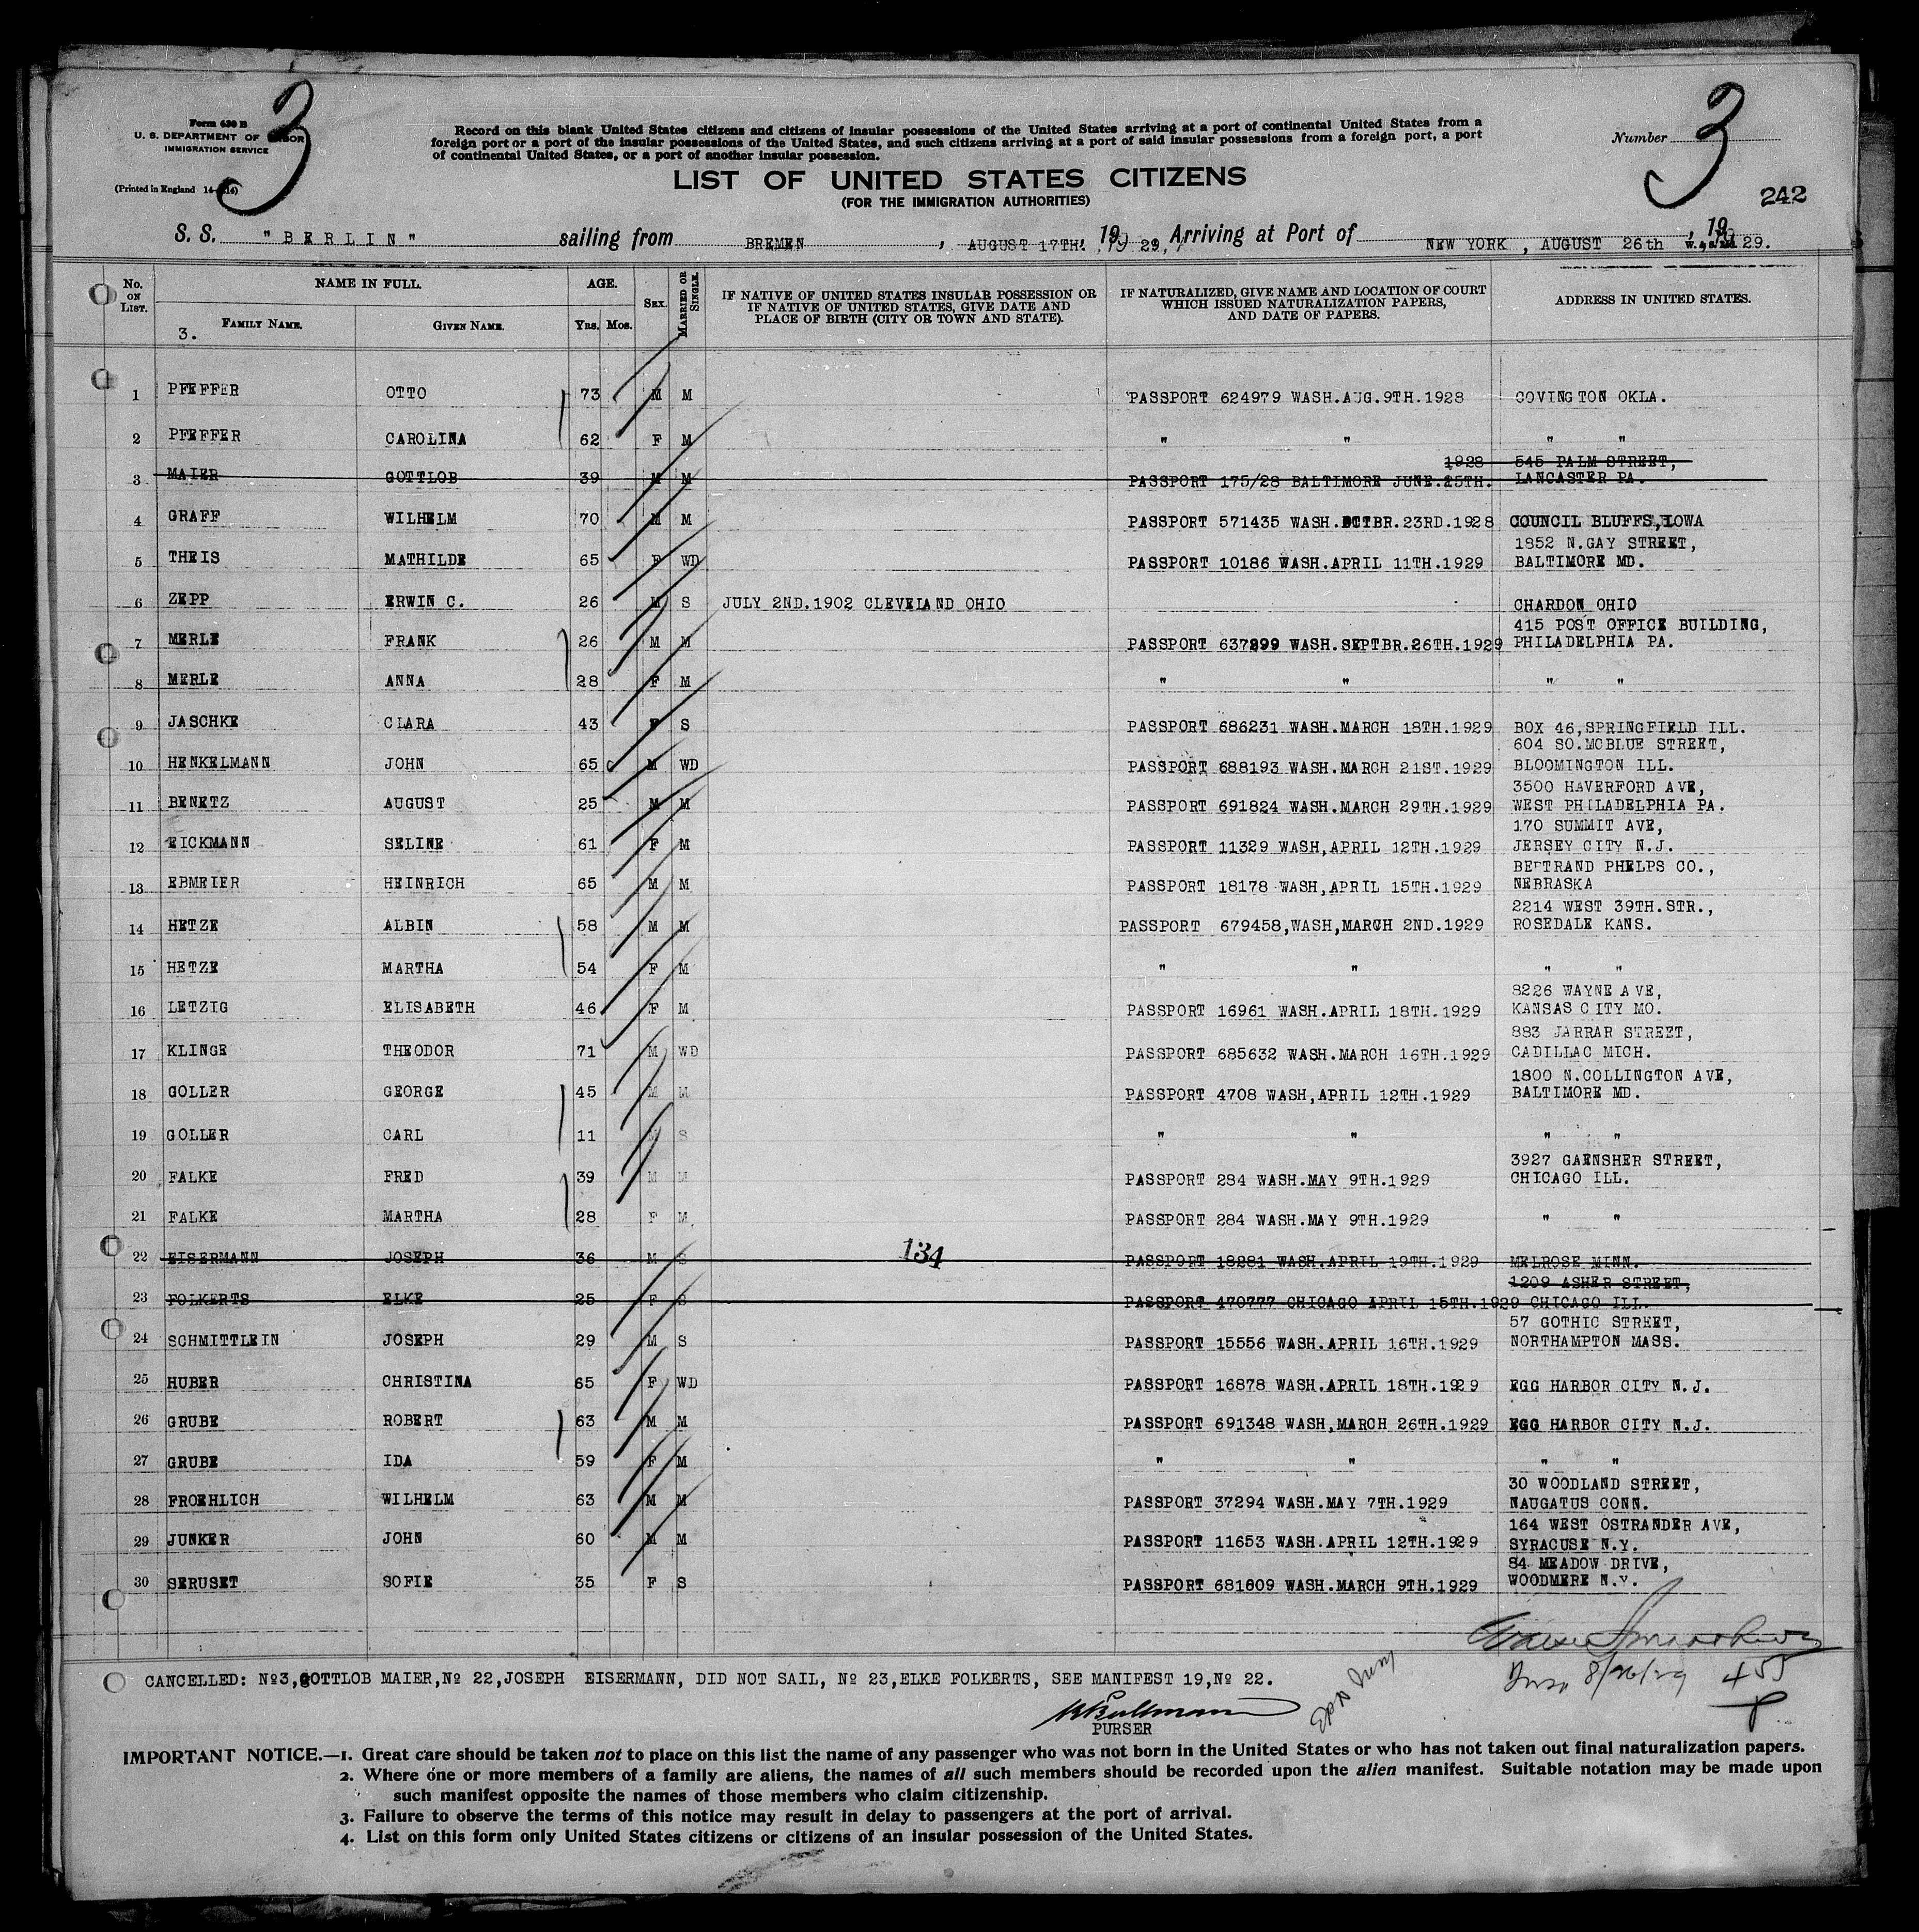 3
3
Form 630 B
U. S. DEPARTMENT OF LABOR
IMMIGRATION SERVICE
(Printed in England
Record on this blank United States citizens and citizens of insular possessions of the United States arriving at a port of continental United States from a
foreign port or a port of the insular possessions of the United States, and such citizens arriving at a port of said insular possessions from a foreign port, a port
of continental United States, or a port of another insular possession.
Number
LIST OF UNITED STATES CITIZENS
(FOR THE IMMIGRATION AUTHORITIES)
242
S. S. "BERLIN" sailing from BREMEN, AUGUST 17TH. 1929, Arriving at Port of NEW YORK, AUGUST 26th 1929.
No. ON LIST. NAME IN FULL. AGE. SEX. MARRIED OR SINGLE. IF NATIVE OF UNITED STATES INSULAR POSSESSION OR IF NATIVE OF UNITED STATES, GIVE DATE AND PLACE OF BIRTH (CITY OR TOWN AND STATE). IF NATURALIZED, GIVE NAME AND LOCATION OF COURT WHICH ISSUED NATURALIZATION PAPERS, AND DATE OF PAPERS. ADDRESS IN UNITED STATES.
3. FAMILY NAME. GIVEN NAME. Yrs. Mos.
1 PFEFFER OTTO 73 M M PASSPORT 624979 WASH.AUG.9TH.1928 COVINGTON OKLA.
2 PFEFFER CAROLINA 62 F M " " " "
1928 545 PALM STREET,
3 MAIER GOTTLOB 39 M M PASSPORT 175/28 BALTIMORE JUNE.25TH. LANCASTER PA.
4 GRAFF WILHELM 70 M M PASSPORT 571435 WASH.OCTBR.23RD.1928 COUNCIL BLUFFS,IOWA
1852 N.GAY STREET,
5 THEIS MATHILDE 65 F WD PASSPORT 10186 WASH.APRIL 11TH.1929 BALTIMORE MD.
6 ZEPP ERWIN C. 26 M S JULY 2ND.1902 CLEVELAND OHIO CHARDON OHIO
415 POST OFFICE BUILDING,
7 MERLE FRANK 26 M M PASSPORT 637899 WASH.SEPTBR.26TH.1929 PHILADELPHIA PA.
8 MERLE ANNA 28 F M " " " "
9 JASCHKE CLARA 43 F S PASSPORT 686231 WASH.MARCH 18TH.1929 BOX 46,SPRINGFIELD ILL.
604 SO.MCBLUE STREET,
10 HENKELMANN JOHN 65 M WD PASSPORT 688193 WASH.MARCH 21ST.1929 BLOOMINGTON ILL.
3500 HAVERFORD AVE,
11 BENETZ AUGUST 25 M M PASSPORT 691824 WASH.MARCH 29TH.1929 WEST PHILADELPHIA PA.
170 SUMMIT AVE,
12 EICKMANN SELINE 61 F M PASSPORT 11329 WASH,APRIL 12TH.1929 JERSEY CITY N.J.
BERTRAND PHELPS CO.,
13 EBMEIER HEINRICH 65 M M PASSPORT 18178 WASH,APRIL 15TH.1929 NEBRASKA
2214 WEST 39TH.STR.,
14 HETZE ALBIN 58 M M PASSPORT 679458,WASH,MARCH 2ND.1929 ROSEDALE KANS.
15 HETZE MARTHA 54 F M " " " "
8226 WAYNE AVE,
16 LETZIG ELISABETH 46 F M PASSPORT 16961 WASH.APRIL 18TH.1929 KANSAS CITY MO.
883 JARRAR STREET,
17 KLINGE THEODOR 71 M WD PASSPORT 685632 WASH.MARCH 16TH.1929 CADILLAC MICH.
1800 N.COLLINGTON AVE,
18 GOLLER GEORGE 45 M M PASSPORT 4708 WASH,APRIL 12TH.1929 BALTIMORE MD.
19 GOLLER CARL 11 M S " " " "
3927 GAENSHER STREET,
20 FALKE FRED 39 M M PASSPORT 284 WASH.MAY 9TH.1929 CHICAGO ILL.
21 FALKE MARTHA 28 F M PASSPORT 284 WASH.MAY 9TH.1929 " "
22 EISERMANN JOSEPH 36 M S 134 PASSPORT 18281 WASH.APRIL 19TH.1929 MELROSE MINN.
1209 ASHER STREET,
23 FOLKERTS ELKE 25 F S PASSPORT 470777 CHICAGO APRIL 15TH.1929 CHICAGO ILL.
57 GOTHIC STREET,
24 SCHMITTLEIN JOSEPH 29 M S PASSPORT 15556 WASH.APRIL 16TH.1929 NORTHAMPTON MASS.
25 HUBER CHRISTINA 65 F WD PASSPORT 16878 WASH.APRIL 18TH.1929 EGG HARBOR CITY N.J.
26 GRUBE ROBERT 63 M M PASSPORT 691348 WASH,MARCH 26TH.1929 EGG HARBOR CITY N.J.
27 GRUBE IDA 59 F M " " " "
30 WOODLAND STREET,
28 FROEHLICH WILHELM 63 M M PASSPORT 37294 WASH.MAY 7TH.1929 NAUGATUS CONN.
164 WEST OSTRANDER AVE,
29 JUNKER JOHN 60 M M PASSPORT 11653 WASH.APRIL 12TH.1929 SYRACUSE N.Y.
84 MEADOW DRIVE,
30 SERUSET SOFIE 35 F S PASSPORT 681609 WASH.MARCH 9TH.1929 WOODMERE N.Y.
CANCELLED: №3,GOTTLOB MAIER,№ 22,JOSEPH EISERMANN, DID NOT SAIL, № 23,ELKE FOLKERTS, SEE MANIFEST 19,№ 22.
8/26/29
PURSER
IMPORTANT NOTICE.—1. Great care should be taken not to place on this list the name of any passenger who was not born in the United States or who has not taken out final naturalization papers.
2. Where one or more members of a family are aliens, the names of all such members should be recorded upon the alien manifest. Suitable notation may be made upon
such manifest opposite the names of those members who claim citizenship.
3. Failure to observe the terms of this notice may result in delay to passengers at the port of arrival.
4. List on this form only United States citizens or citizens of an insular possession of the United States.